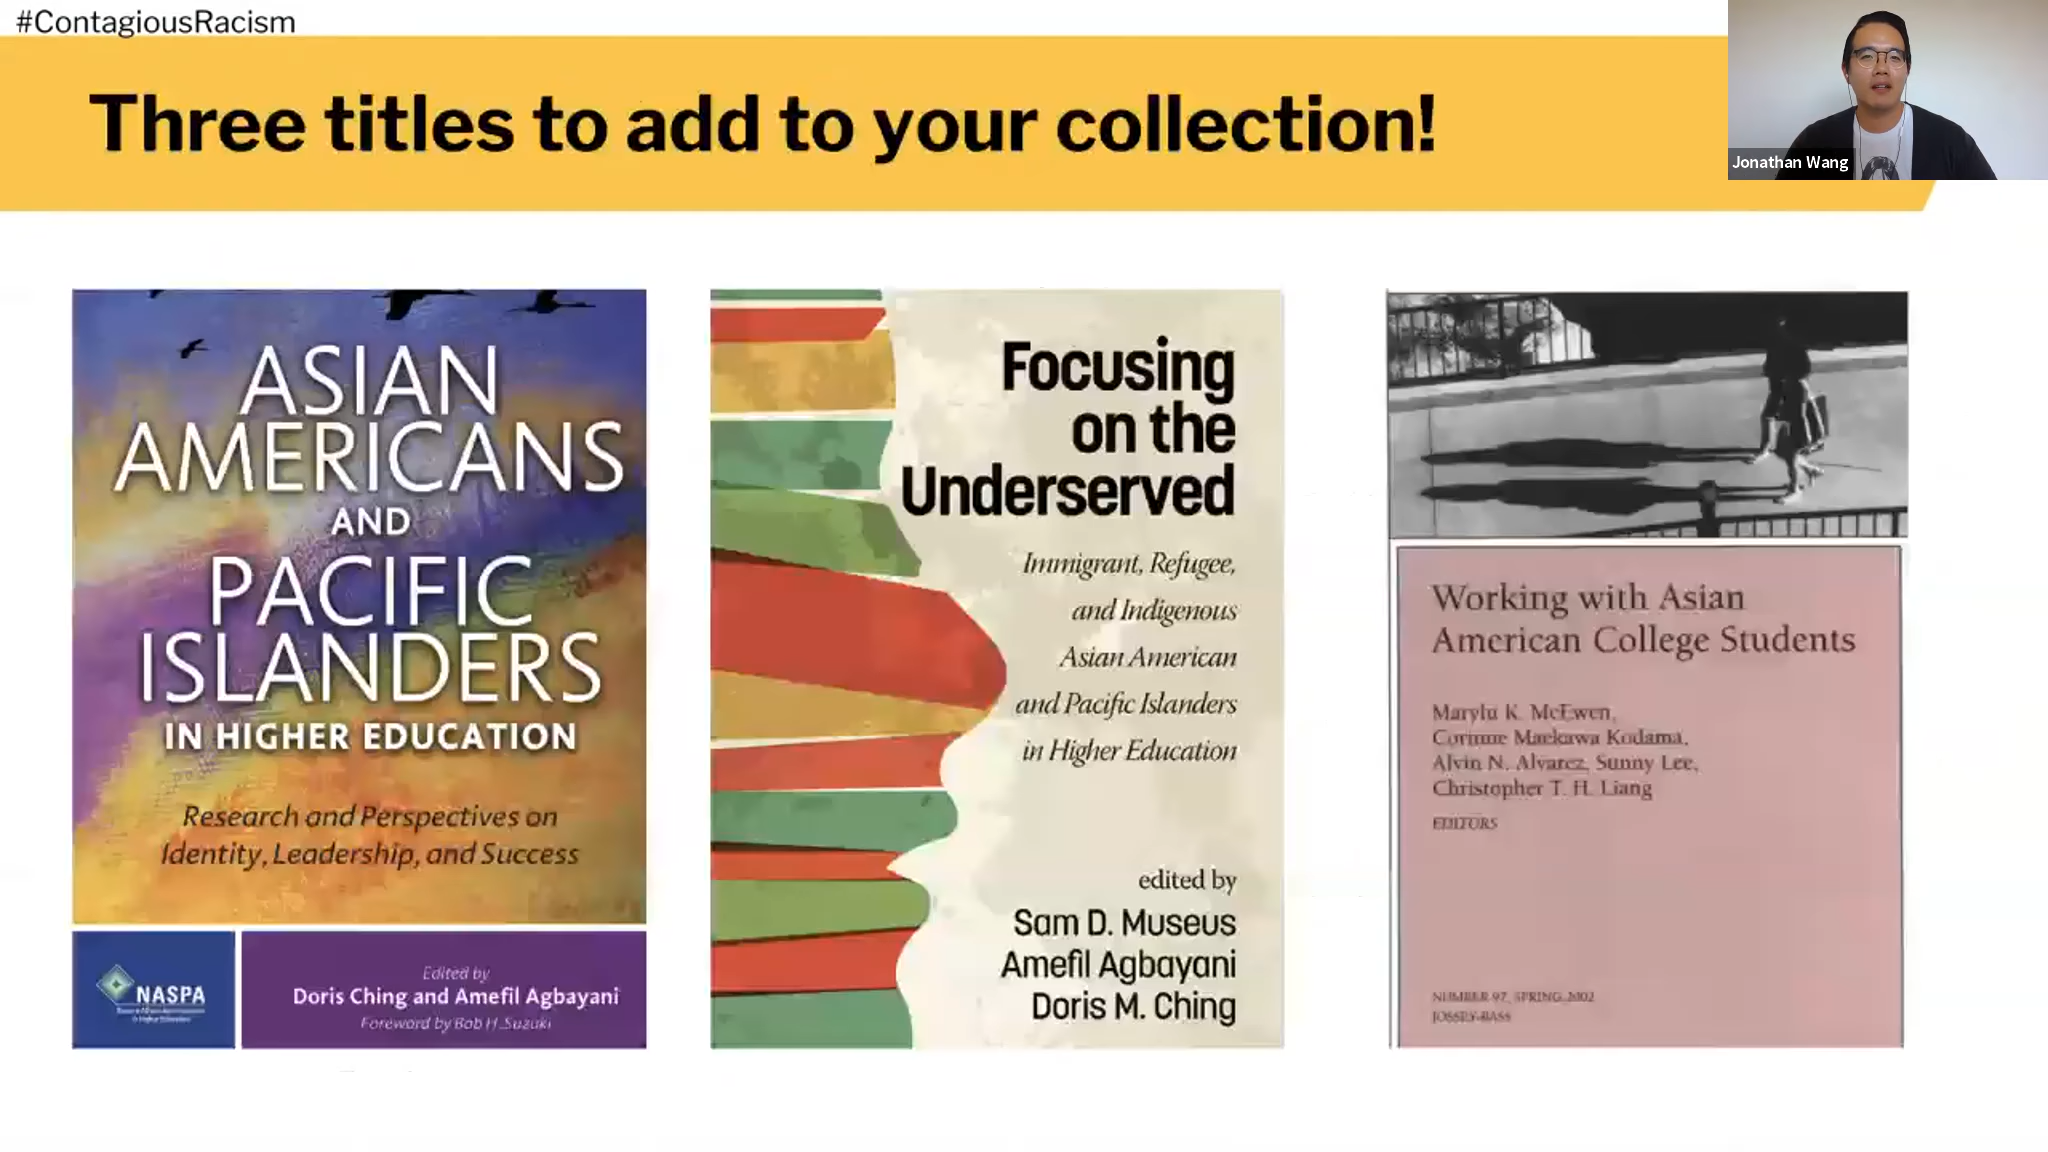 #ContagiousRacism
Three titles to add to your collection!
Jonathan Wang
ASIAN
AMERICANS
AND
PACIFIC
ISLANDERS
IN HIGHER EDUCATION
Research and Perspectives on
Identity, Leadership, and Success
NASPA
Edited by
Doris Ching and Amefil Agbayani
Foreword by Bob H. Suzuki
Focusing
on the
Underserved
Immigrant, Refugee,
and Indigenous
Asian American
and Pacific Islanders
in Higher Education
edited by
Sam D. Museus
Amefil Agbayani
Doris M. Ching
Working with Asian
American College Students
Marylu K. McEwen,
Corinne Maekawa Kodama,
Alvin N. Alvarez, Sunny Lee,
Christopher T. H. Liang
EDITORS
NUMBER 97, SPRING 2002
JOSSEY-BASS